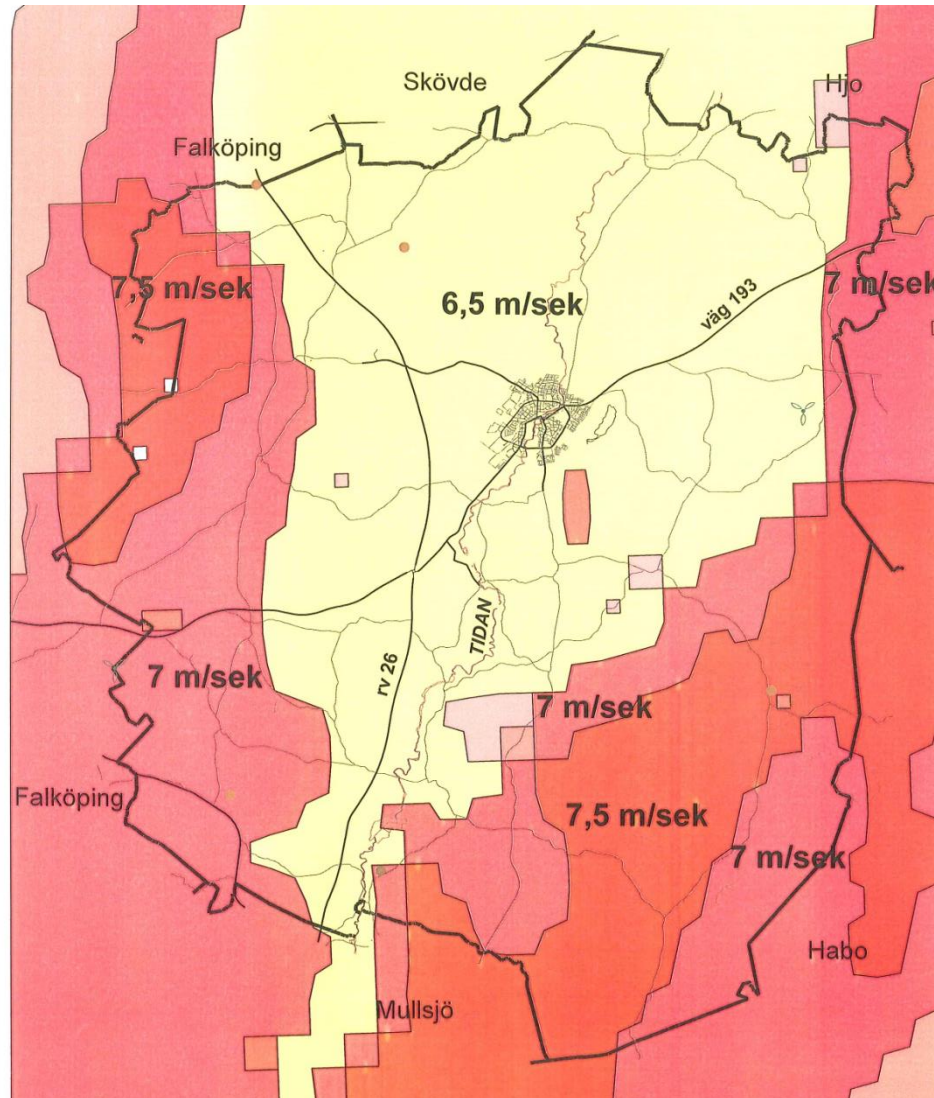 Skövde
Hjo
Falköping
7,5 m/sek
6,5 m/sek
väg 193
7 m/sek
TIDAN
rv 26
7 m/sek
7 m/sek
Falköping
7,5 m/sek
7 m/sek
Habo
Mullsjö